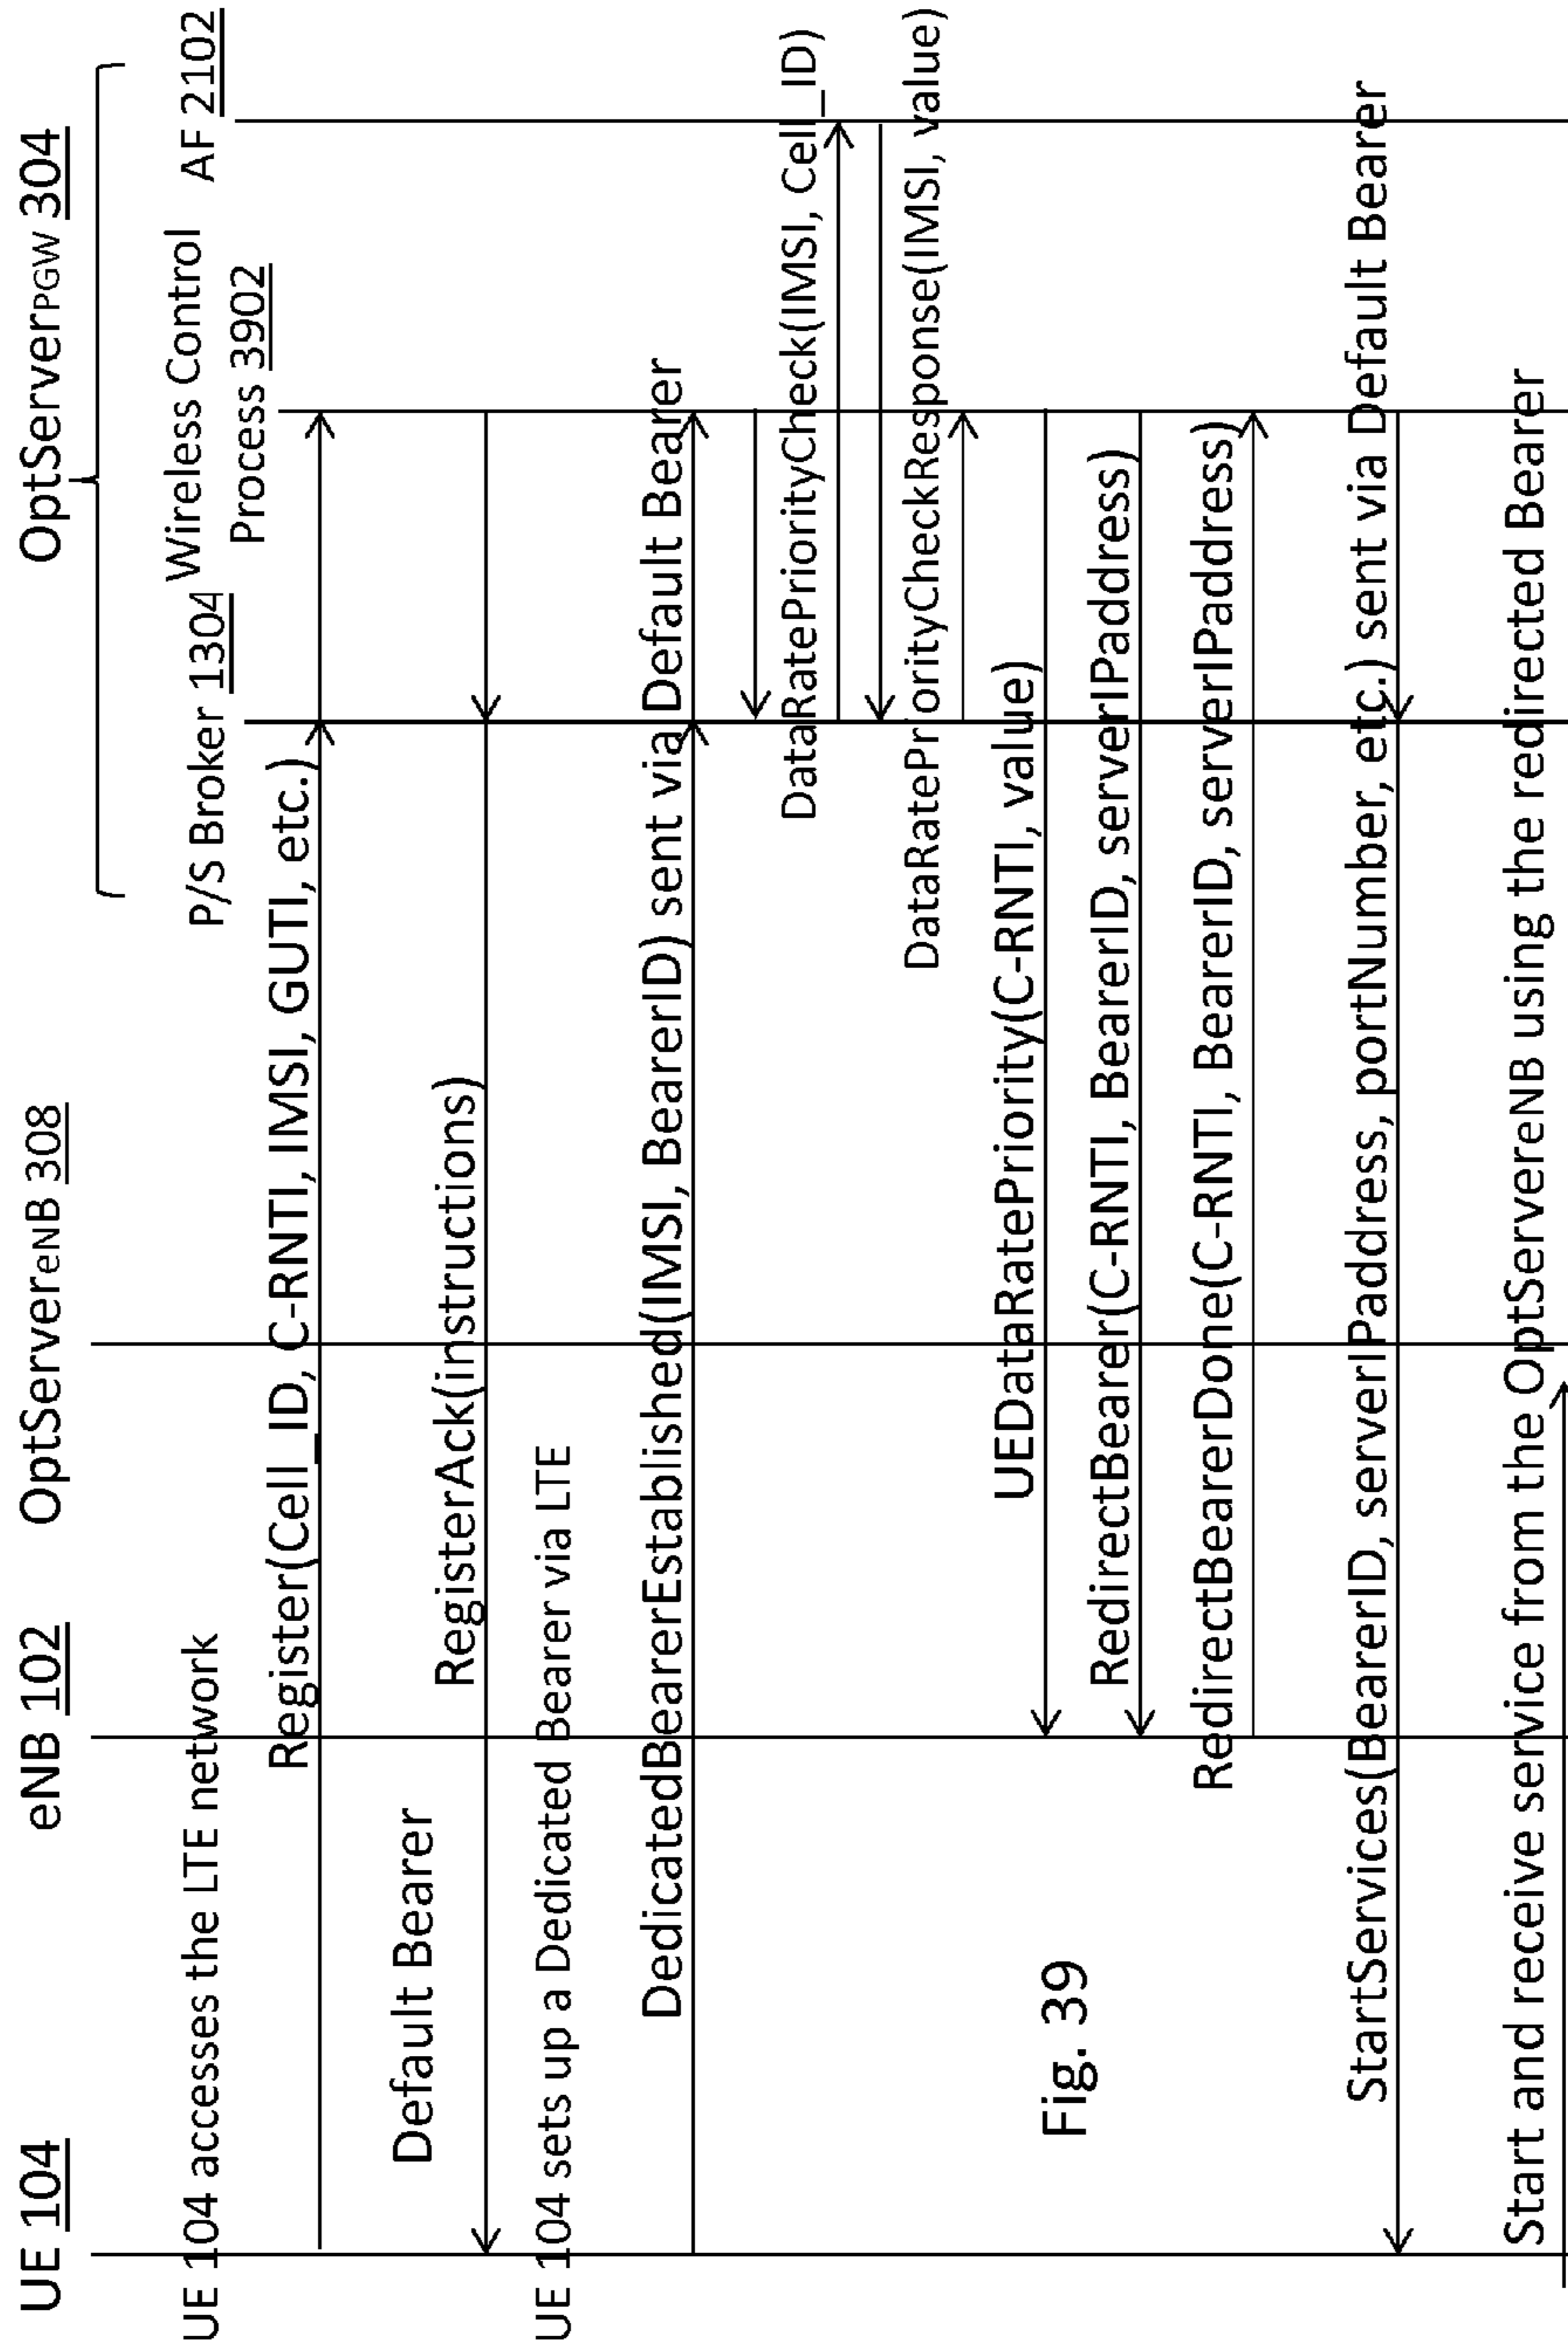 UE 104
eNB 102
OptServereNB 308
OptServerPGW 304
P/S Broker 1304
Wireless Control
Process 3902
AF 2102
UE 104 accesses the LTE network
Register(Cell_ID, C-RNTI, IMSI, GUTI, etc.)
Default Bearer
RegisterAck(instructions)
UE 104 sets up a Dedicated Bearer via LTE
DedicatedBearerEstablished(IMSI, BearerID) sent via Default Bearer
DataRatePriorityCheck(IMSI, Cell_ID)
DataRatePriorityCheckResponse(IMSI, value)
UEDataRatePriority(C-RNTI, value)
RedirectBearer(C-RNTI, BearerID, serverIPaddress)
RedirectBearerDone(C-RNTI, BearerID, serverIPaddress)
StartServices(BearerID, serverIPaddress, portNumber, etc.) sent via Default Bearer
Start and receive service from the OptServereNB using the redirected Bearer
Fig. 39